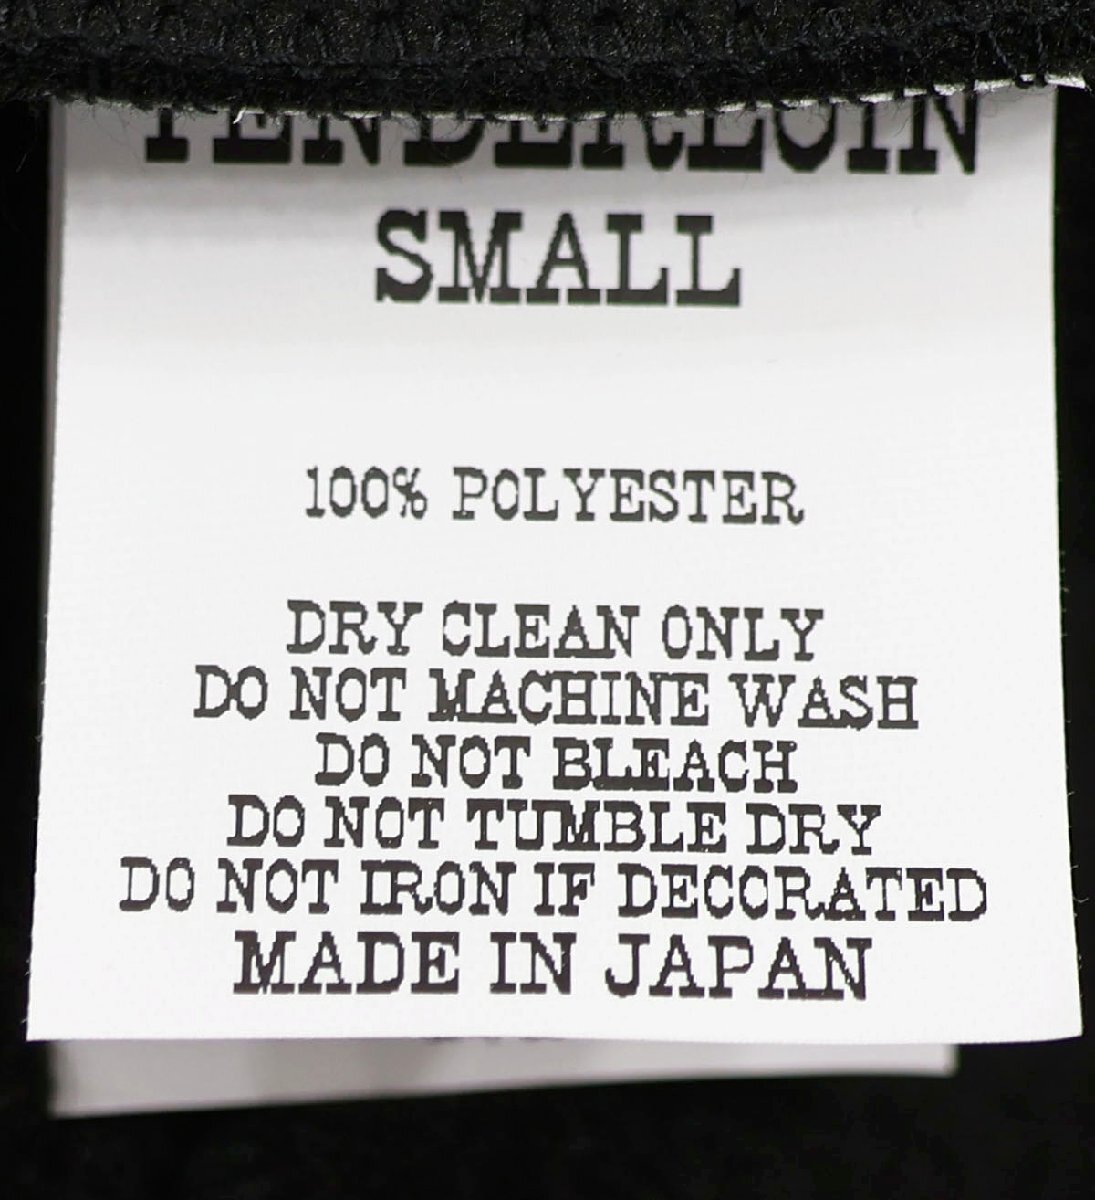 TENDERLOIN
SMALL
100% POLYESTER
DRY CLEAN ONLY
DO NOT MACHINE WASH
DO NOT BLEACH
DO NOT TUMBLE DRY
DO NOT IRON IF DECORATED
MADE IN JAPAN